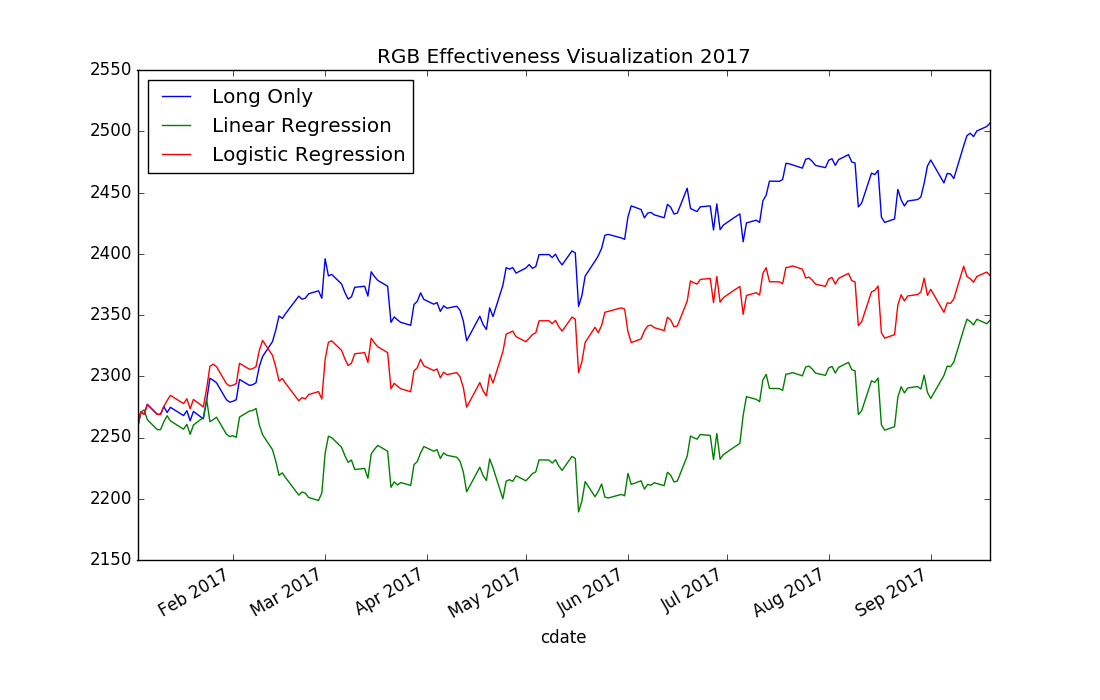 RGB Effectiveness Visualization 2017
Long Only
Linear Regression
Logistic Regression
2550
2500
2450
2400
2350
2300
2250
2200
2150
Feb 2017
Mar 2017
Apr 2017
May 2017
Jun 2017
Jul 2017
Aug 2017
Sep 2017
cdate